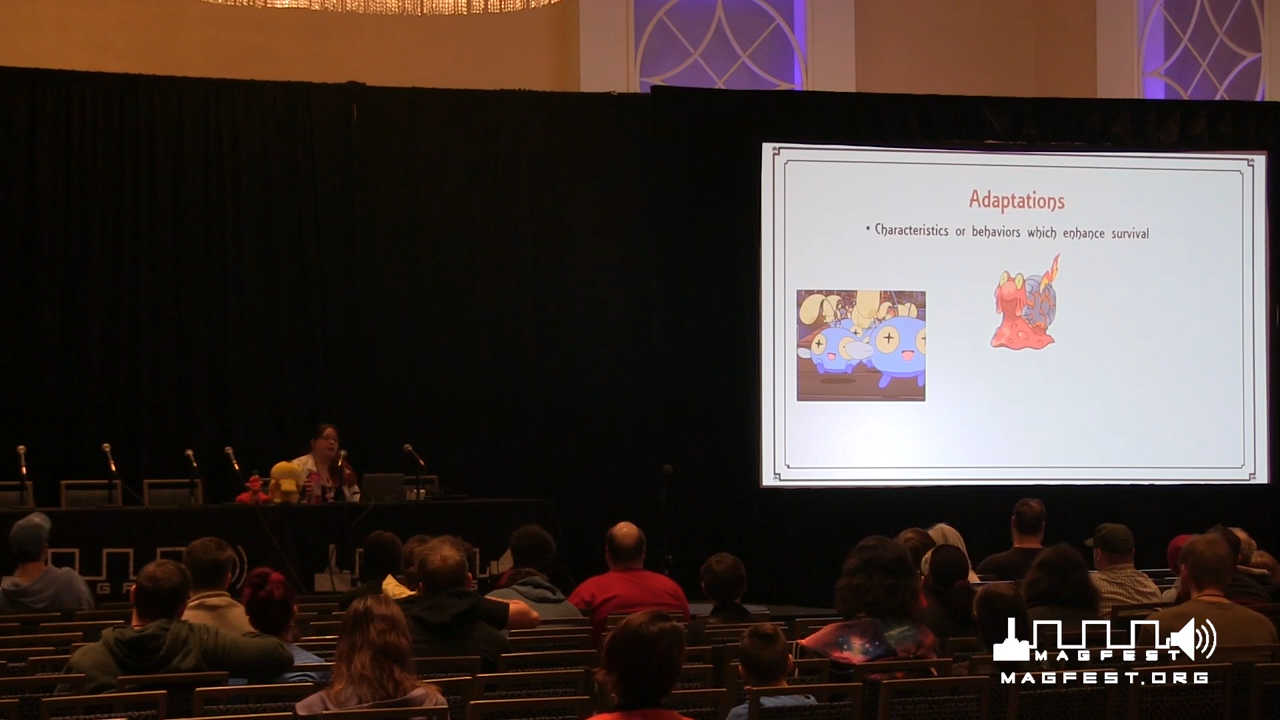 Adaptations
• Characteristics or behaviors which enhance survival
MAGFEST
MAGFEST.ORG